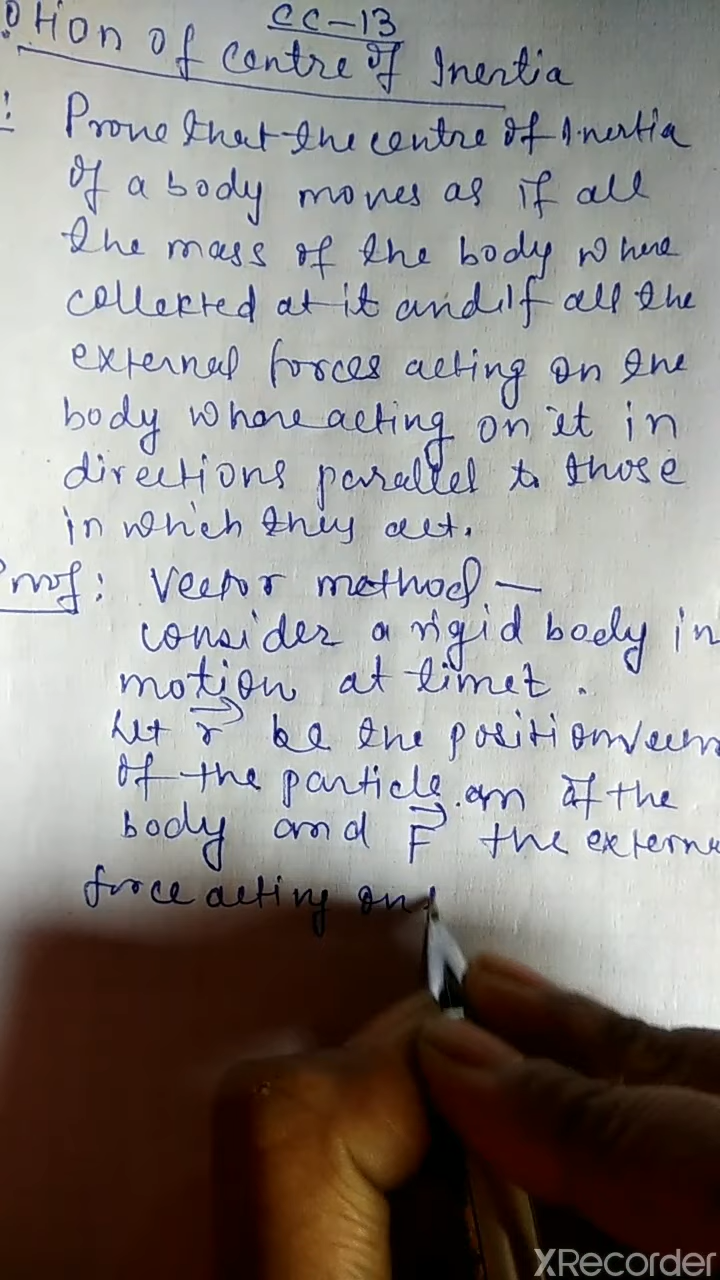 CC-13
otion of Centre of Inertia
: Prove that the centre of Inertia
of a body moves as if all
the mass of the body where
collected at it and if all the
external forces acting on the
body where acting on it in
directions parallel to those
in which they act.
Proof: Vector method —
consider a rigid body in
motion at time t.
Let r⃗ be the position
of the particle m of the
body and F⃗ the extern
force acting on
XRecorder